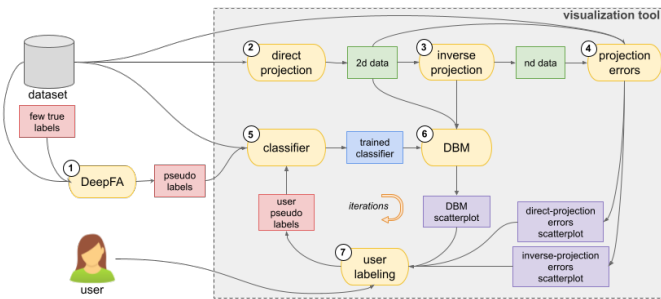 visualization tool
2
direct
projection
2d data
3
inverse
projection
nd data
4
projection
errors
dataset
few true
labels
1
DeepFA
pseudo
labels
5
classifier
trained
classifier
6
DBM
user
pseudo
labels
iterations
DBM
scatterplot
direct-projection
errors
scatterplot
inverse-projection
errors
scatterplot
7
user
labeling
user